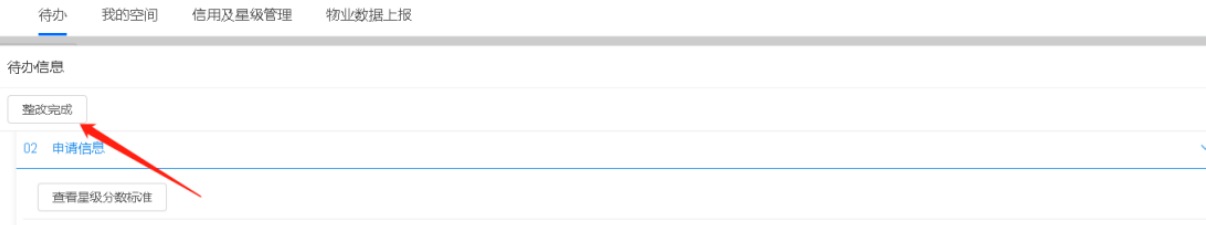 待办 我的空间 信用及星级管理 物业数据上报
待办信息
整改完成
02 申请信息
查看星级分数标准